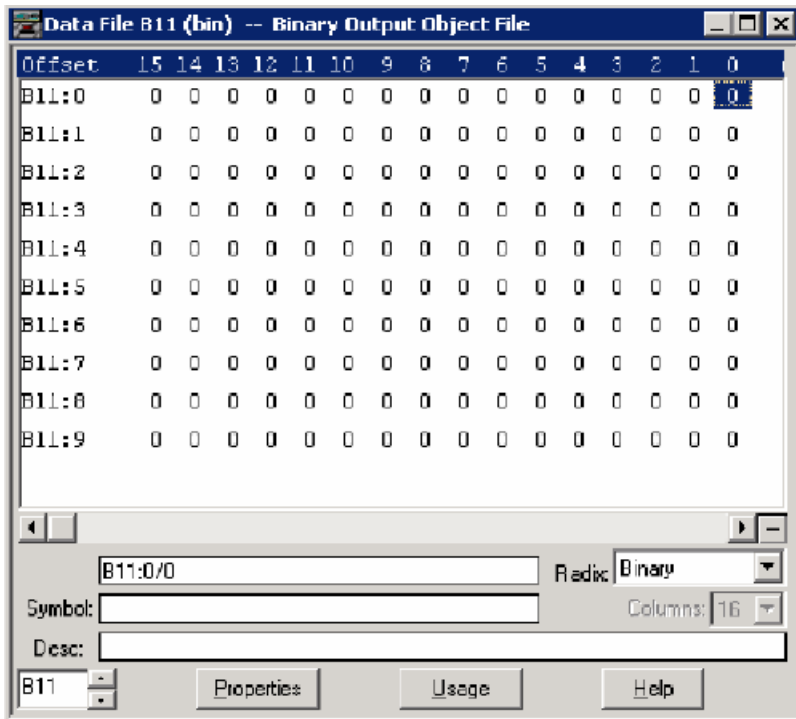 Data File B11 (bin) -- Binary Output Object File
Offset 15 14 13 12 11 10 9 8 7 6 5 4 3 2 1 0
B11:0 0 0 0 0 0 0 0 0 0 0 0 0 0 0 0 0
B11:1 0 0 0 0 0 0 0 0 0 0 0 0 0 0 0 0
B11:2 0 0 0 0 0 0 0 0 0 0 0 0 0 0 0 0
B11:3 0 0 0 0 0 0 0 0 0 0 0 0 0 0 0 0
B11:4 0 0 0 0 0 0 0 0 0 0 0 0 0 0 0 0
B11:5 0 0 0 0 0 0 0 0 0 0 0 0 0 0 0 0
B11:6 0 0 0 0 0 0 0 0 0 0 0 0 0 0 0 0
B11:7 0 0 0 0 0 0 0 0 0 0 0 0 0 0 0 0
B11:8 0 0 0 0 0 0 0 0 0 0 0 0 0 0 0 0
B11:9 0 0 0 0 0 0 0 0 0 0 0 0 0 0 0 0
B11:0/0 Radix: Binary
Symbol: Columns: 16
Desc:
B11 Properties Usage Help